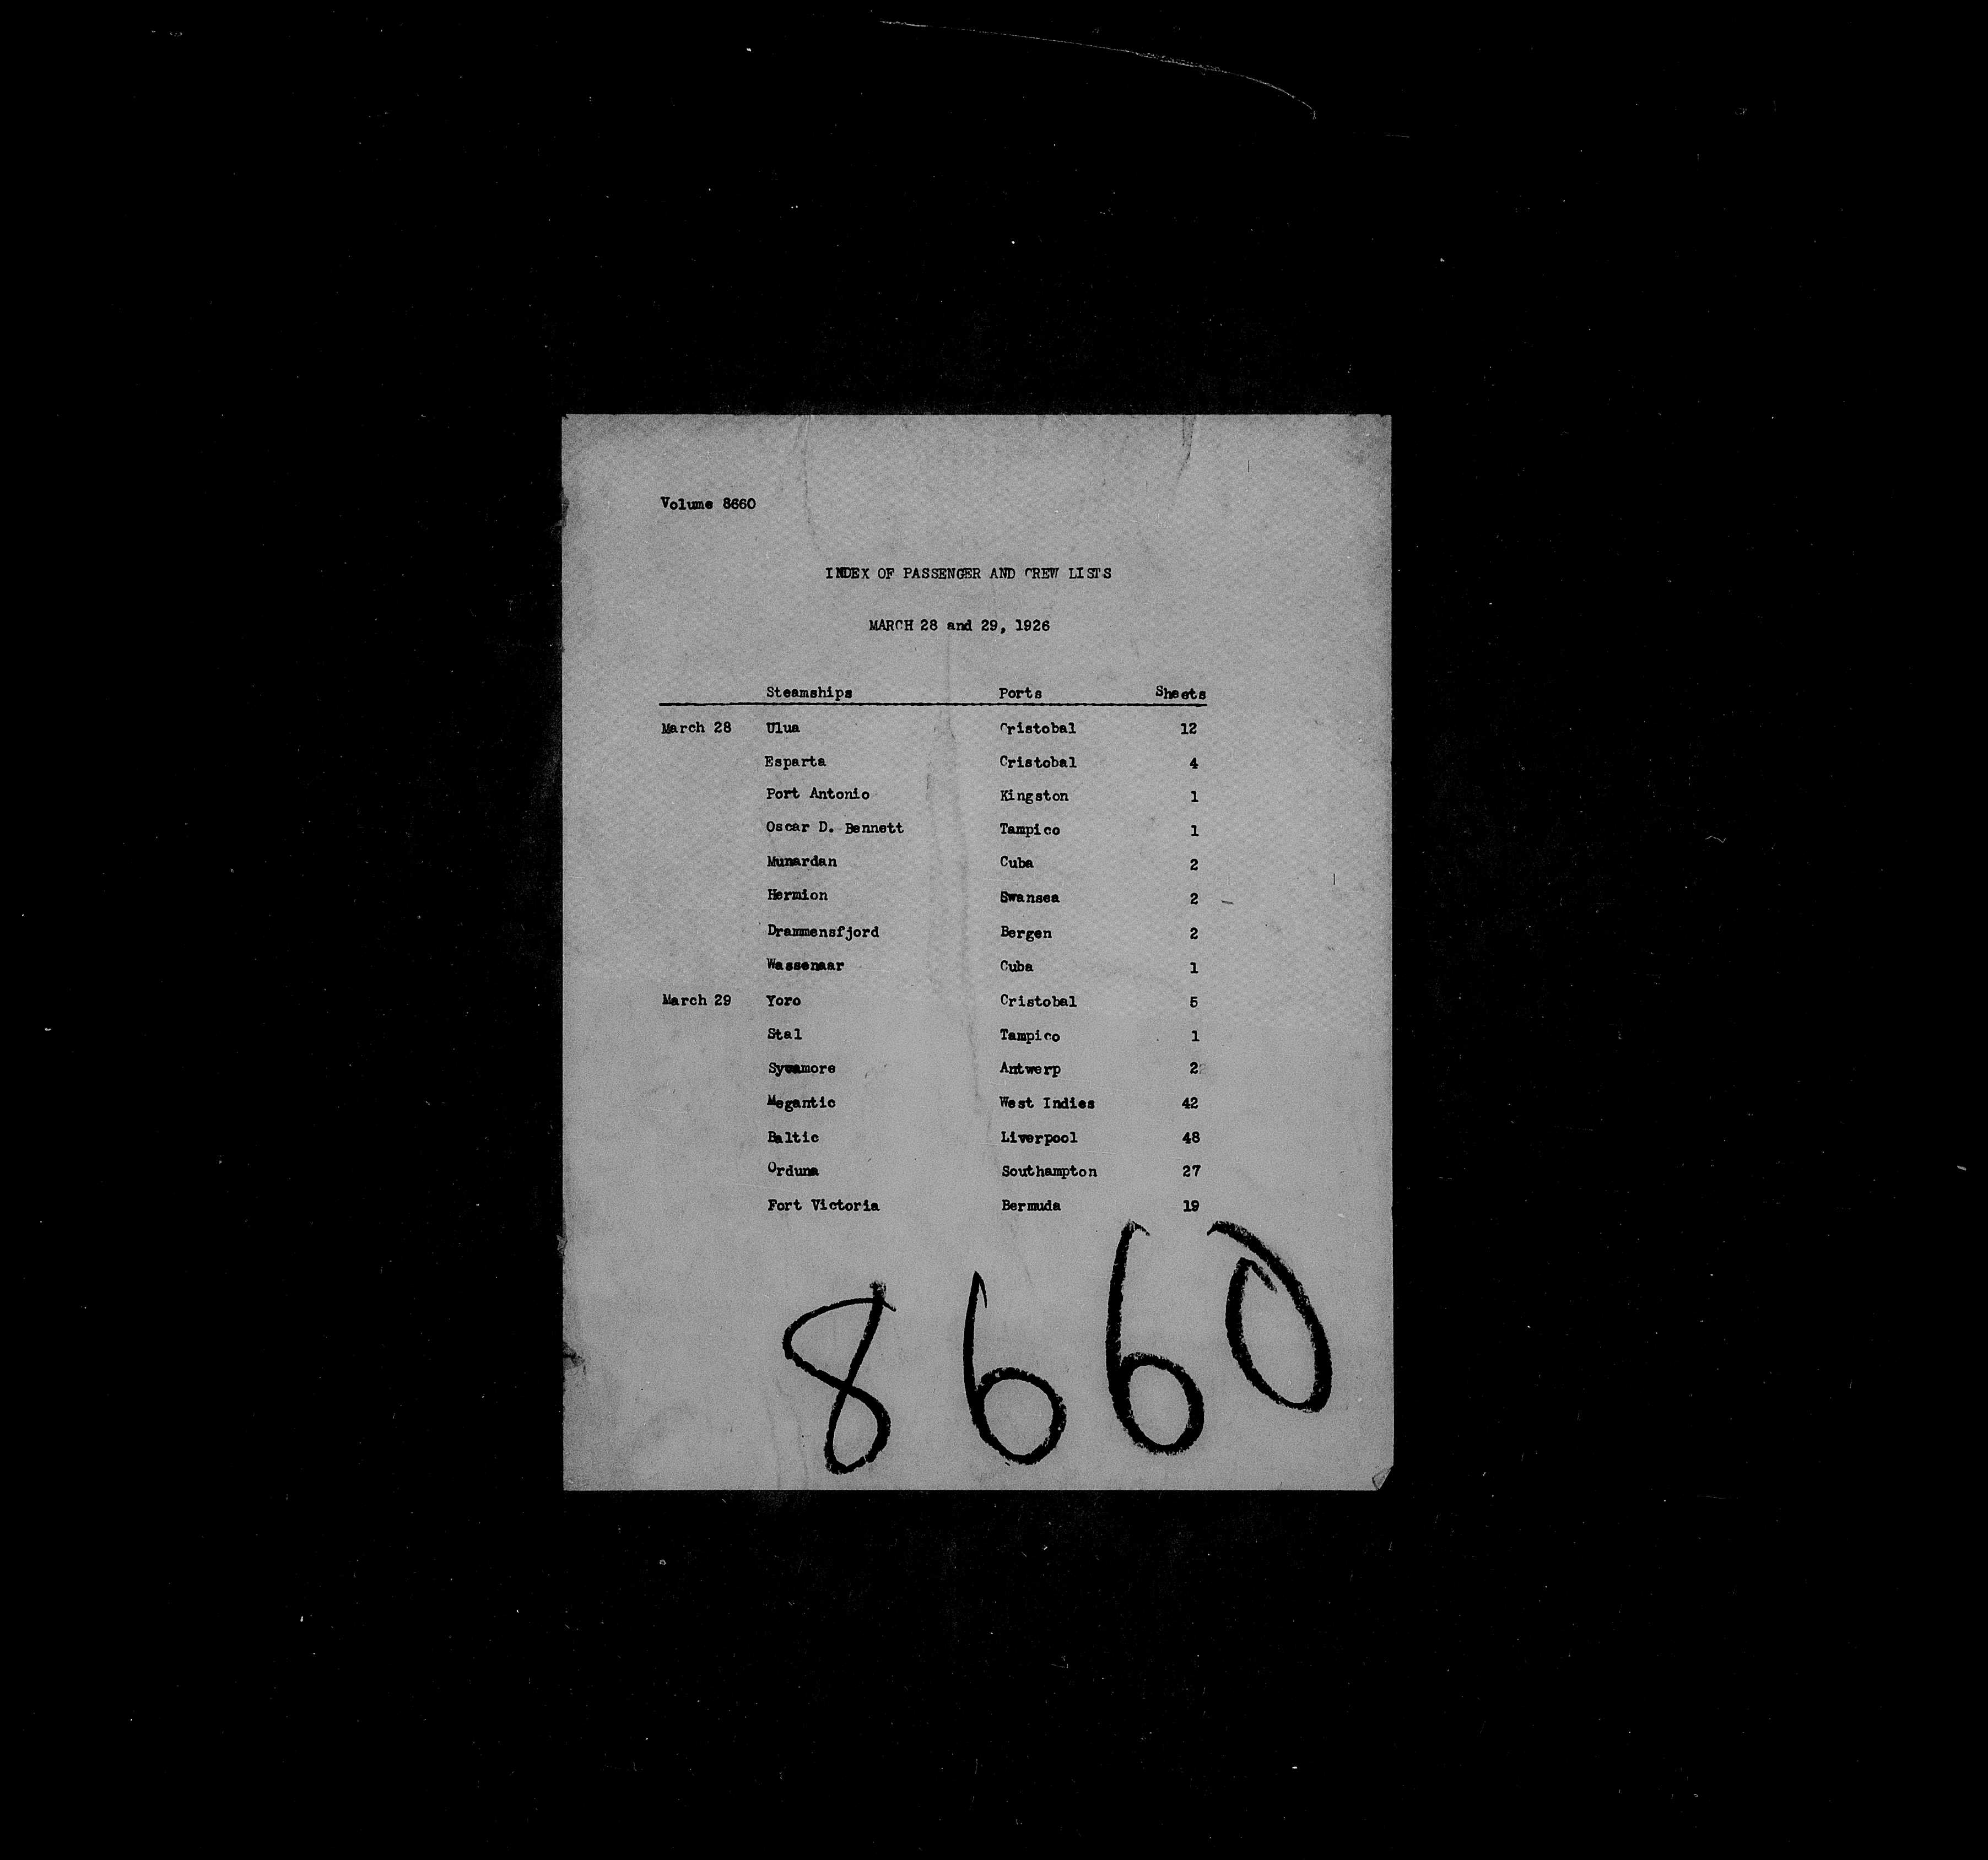 Volume 8660
INDEX OF PASSENGER AND CREW LISTS
MARCH 28 and 29, 1926
Steamships Ports Sheets
March 28 Ulua Cristobal 12
Esparta Cristobal 4
Port Antonio Kingston 1
Oscar D. Bennett Tampico 1
Munardan Cuba 2
Hermion Swansea 2
Drammensfjord Bergen 2
Wassenaar Cuba 1
March 29 Yoro Cristobal 5
Stal Tampico 1
Sycamore Antwerp 2
Megantic West Indies 42
Baltic Liverpool 48
Orduna Southampton 27
Fort Victoria Bermuda 19
8660